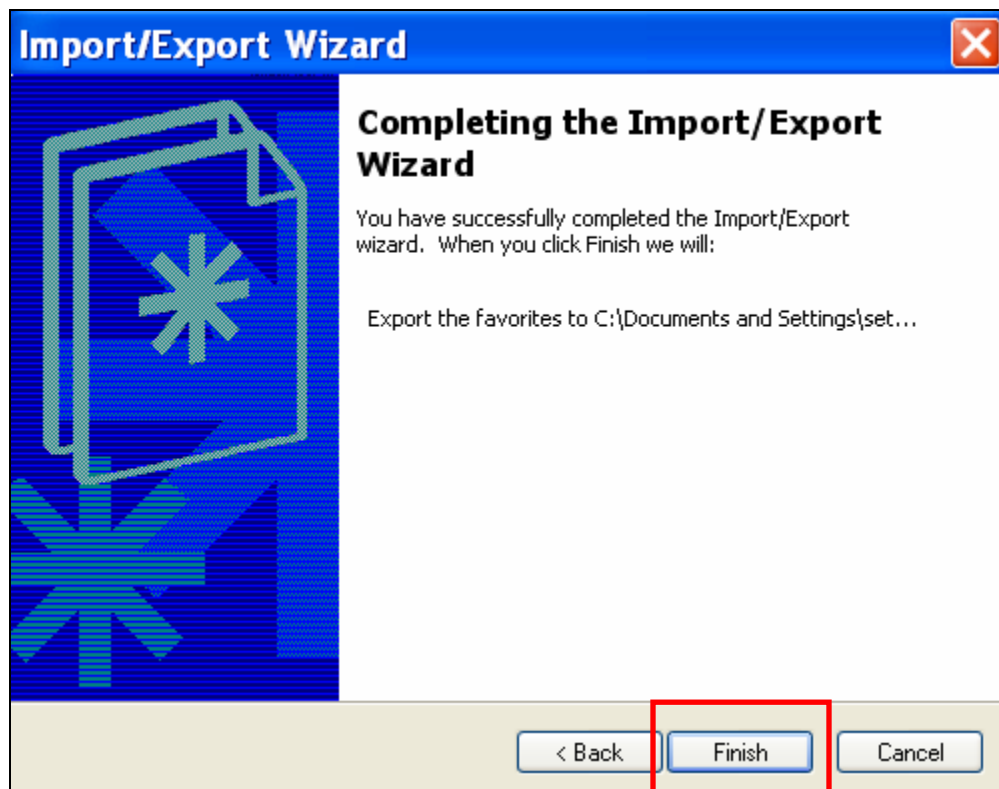 Import/Export Wizard
Completing the Import/Export
Wizard
You have successfully completed the Import/Export
wizard.  When you click Finish we will:
Export the favorites to C:\Documents and Settings\set...
< Back
Finish
Cancel